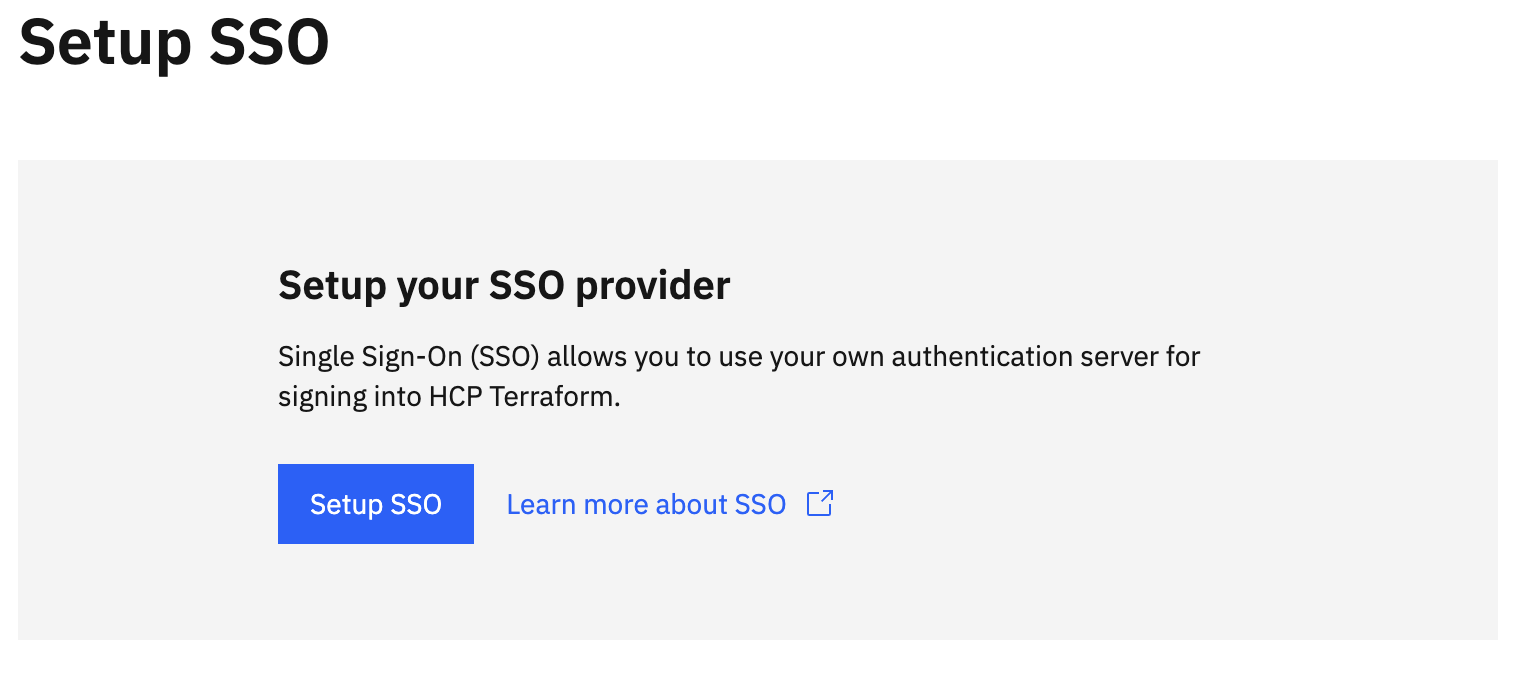 Setup SSO
Setup your SSO provider
Single Sign-On (SSO) allows you to use your own authentication server for
signing into HCP Terraform.
Setup SSO
Learn more about SSO